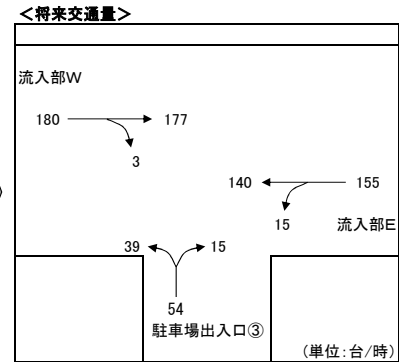 ＜将来交通量＞
流入部W
180 177
3
140 155
15 流入部E
39 15
54
駐車場出入口③
(単位:台/時)